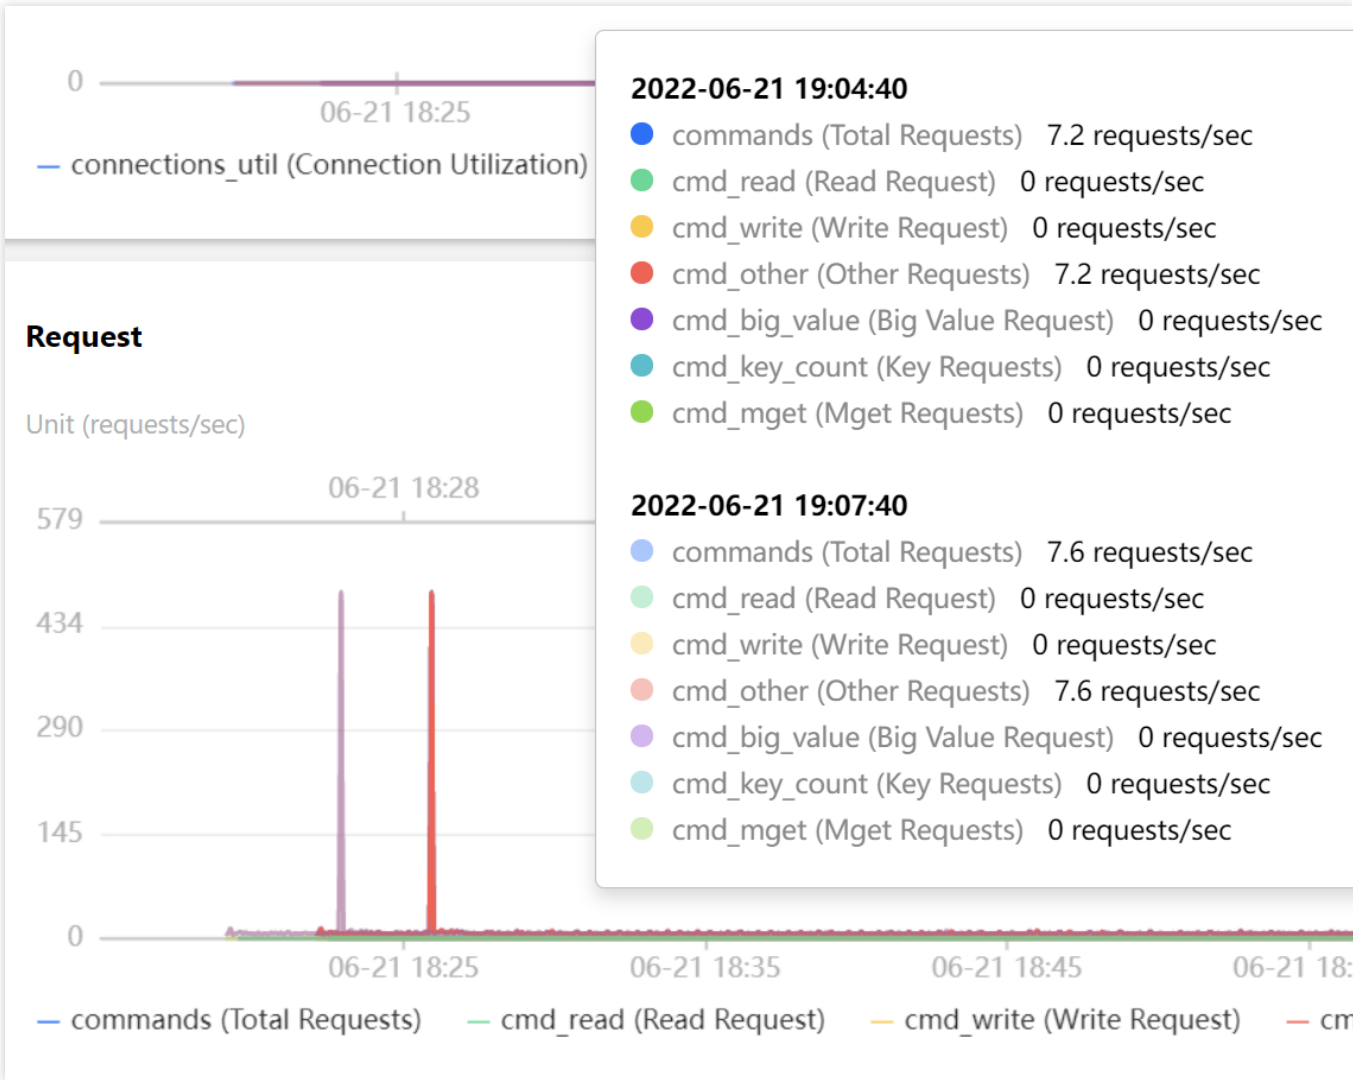 0
06-21 18:25
connections_util (Connection Utilization)
Request
Unit (requests/sec)
06-21 18:28
579
434
290
145
0
06-21 18:25
06-21 18:35
06-21 18:45
06-21 18:
commands (Total Requests)
cmd_read (Read Request)
cmd_write (Write Request)
cm
2022-06-21 19:04:40
commands (Total Requests) 7.2 requests/sec
cmd_read (Read Request) 0 requests/sec
cmd_write (Write Request) 0 requests/sec
cmd_other (Other Requests) 7.2 requests/sec
cmd_big_value (Big Value Request) 0 requests/sec
cmd_key_count (Key Requests) 0 requests/sec
cmd_mget (Mget Requests) 0 requests/sec
2022-06-21 19:07:40
commands (Total Requests) 7.6 requests/sec
cmd_read (Read Request) 0 requests/sec
cmd_write (Write Request) 0 requests/sec
cmd_other (Other Requests) 7.6 requests/sec
cmd_big_value (Big Value Request) 0 requests/sec
cmd_key_count (Key Requests) 0 requests/sec
cmd_mget (Mget Requests) 0 requests/sec